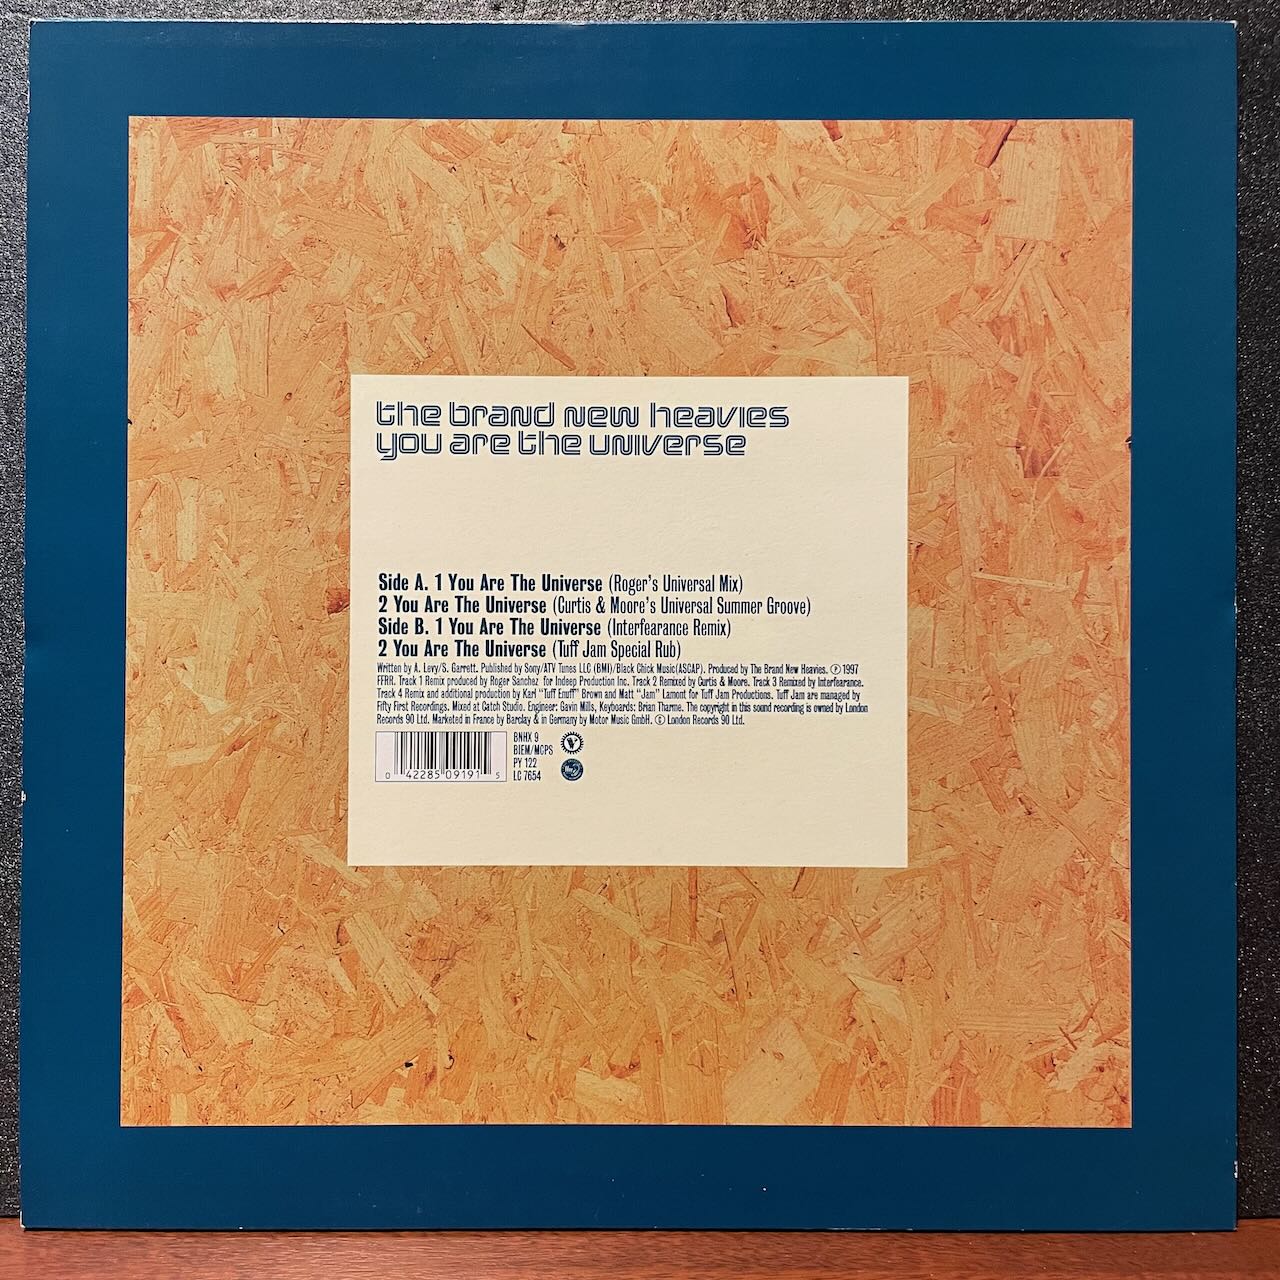 the brand new heavies
you are the universe
Side A. 1 You Are The Universe (Roger's Universal Mix)
2 You Are The Universe (Curtis & Moore's Universal Summer Groove)
Side B. 1 You Are The Universe (Interfearance Remix)
2 You Are The Universe (Tuff Jam Special Rub)
Written by A. Levy/S. Garrett. Published by Sony/ATV Tunes LLC (BMI)/Black Chick Music(ASCAP). Produced by The Brand New Heavies. ℗ 1997
FFRR. Track 1 Remix produced by Roger Sanchez for Indeep Production Inc. Track 2 Remixed by Curtis & Moore. Track 3 Remixed by Interfearance.
Track 4 Remix and additional production by Karl "Tuff Enuff" Brown and Matt "Jam" Lamont for Tuff Jam Productions. Tuff Jam are managed by
Fifty First Recordings. Mixed at Catch Studio. Engineer: Gavin Mills, Keyboards: Brian Tharme. The copyright in this sound recording is owned by London
Records 90 Ltd. Marketed in France by Barclay & in Germany by Motor Music GmbH. © London Records 90 Ltd.
BNHX 9
BIEM/MCPS
PY 122
LC 7654
0 42285 09191 5